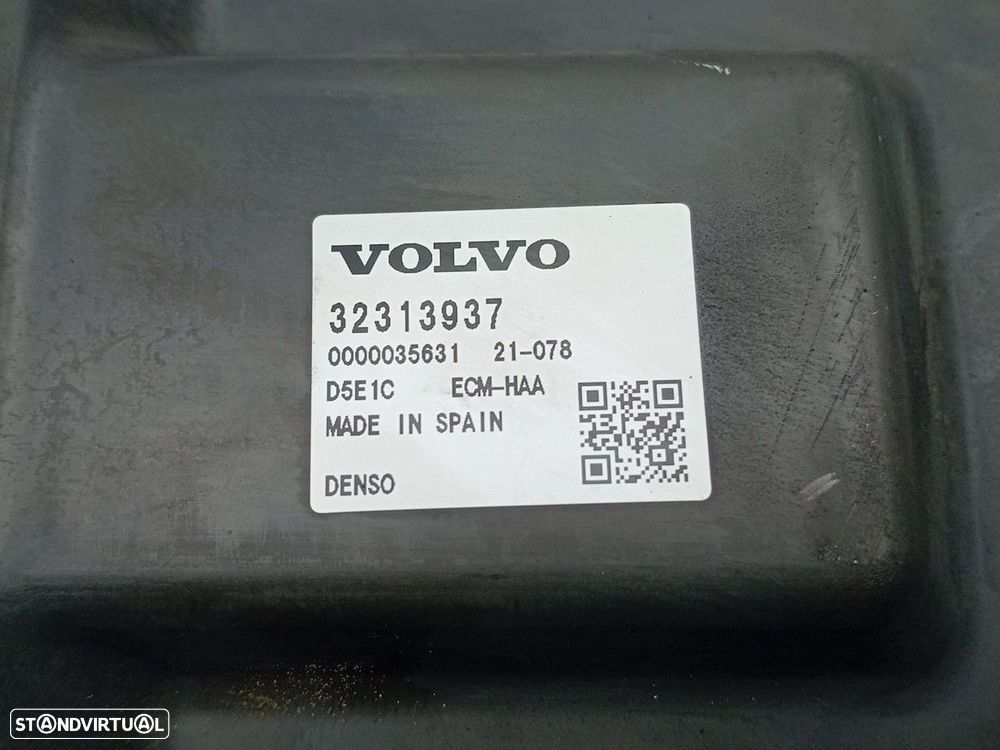 VOLVO
32313937
0000035631 21-078
D5E1C ECM-HAA
MADE IN SPAIN
DENSO
STANDVIRTUAL